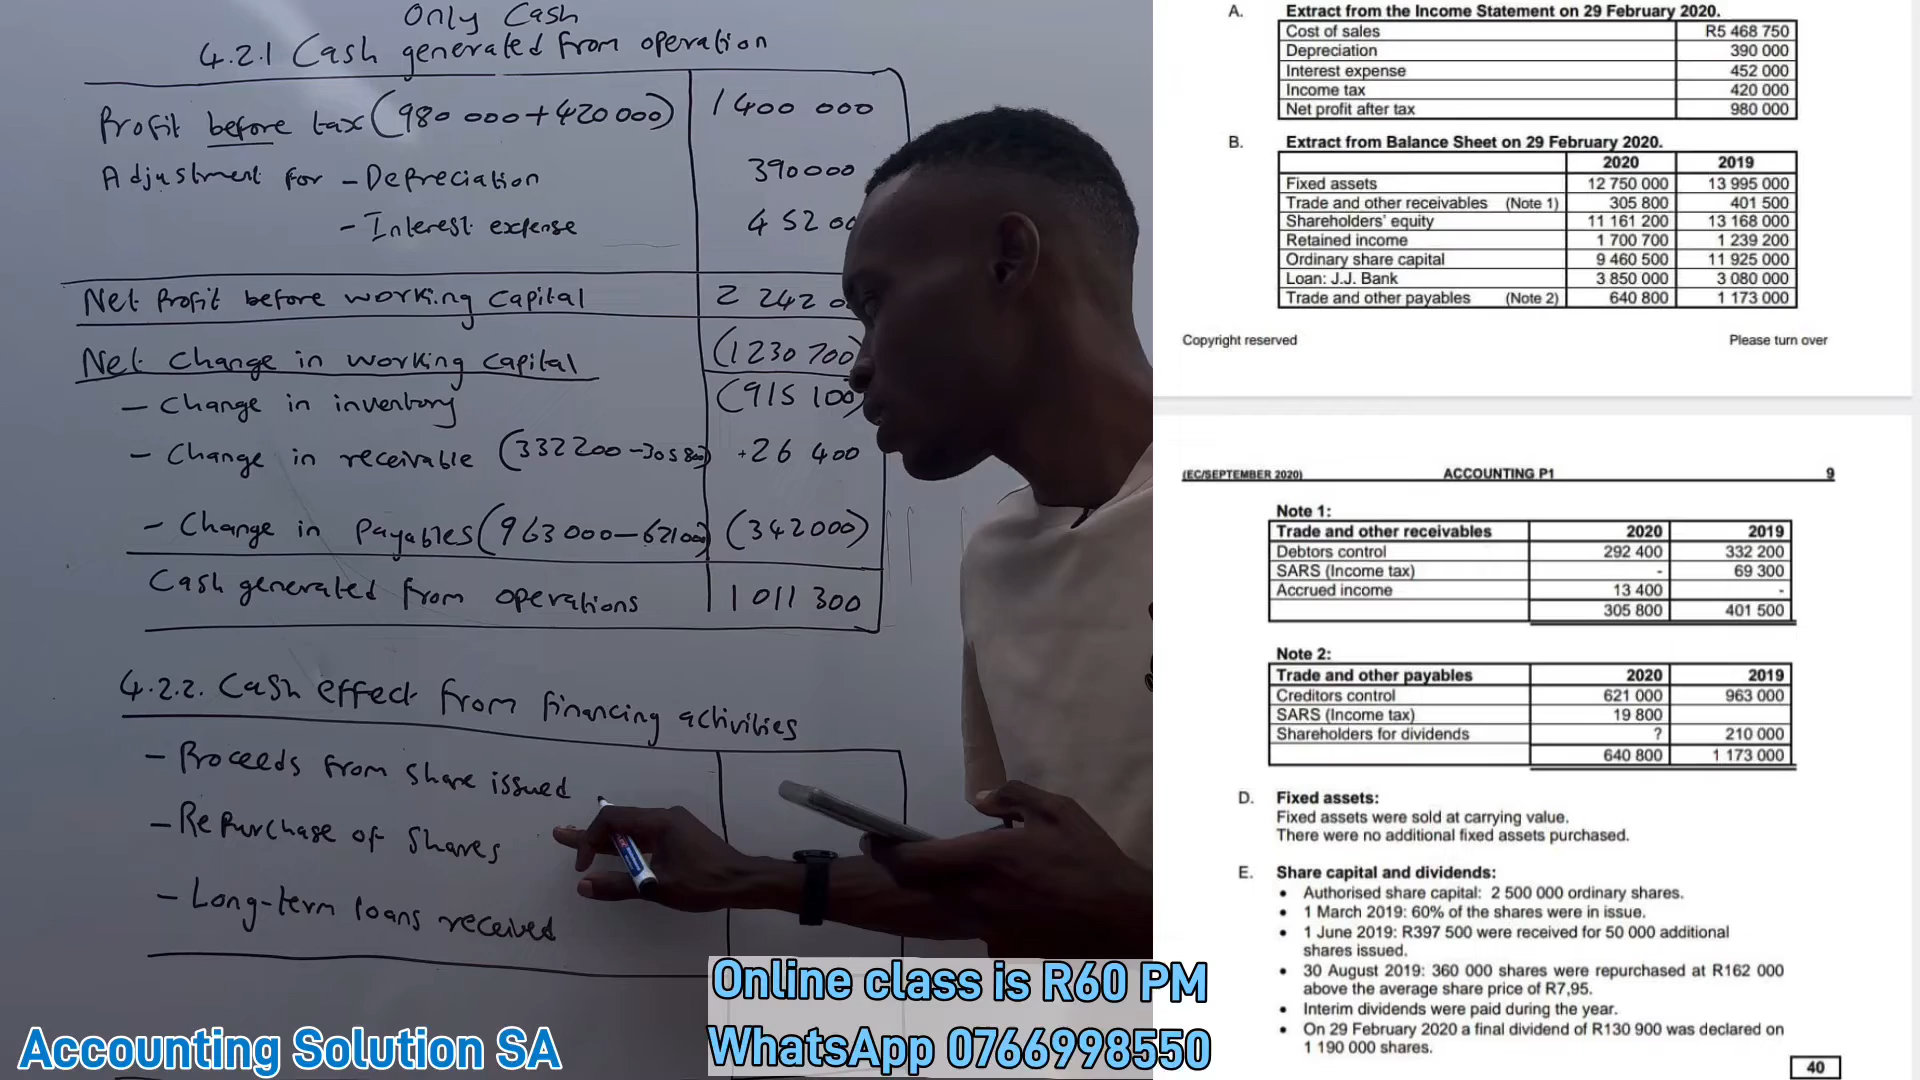 Only Cash
4.2.1 Cash generated from operation
Profit before tax (980 000+420000) 1 400 000
Adjustment for - Depreciation 390000
- Interest expense
Net Profit before working capital
Net change in working capital (1230 700)
- Change in inventory (915 100)
- Change in receivable (332200-305800) +26 400
- Change in payables (963000-621000) (342000)
Cash generated from operations 1 011 300
4.2.2. Cash effect from financing activities
- Proceeds from share issued
- Repurchase of shares
- Long-term loans received
Online class is R60 PM
WhatsApp 0766998550
Accounting Solution SA
A. Extract from the Income Statement on 29 February 2020.
Cost of sales R5 468 750
Depreciation 390 000
Interest expense 452 000
Income tax 420 000
Net profit after tax 980 000
B. Extract from Balance Sheet on 29 February 2020.
2020 2019
Fixed assets 12 750 000 13 995 000
Trade and other receivables (Note 1) 305 800 401 500
Shareholders' equity 11 161 200 13 168 000
Retained income 1 700 700 1 239 200
Ordinary share capital 9 460 500 11 925 000
Loan: J.J. Bank 3 850 000 3 080 000
Trade and other payables (Note 2) 640 800 1 173 000
Copyright reserved Please turn over
(EC/SEPTEMBER 2020) ACCOUNTING P1 9
Note 1:
Trade and other receivables 2020 2019
Debtors control 292 400 332 200
SARS (Income tax) - 69 300
Accrued income 13 400 -
305 800 401 500
Note 2:
Trade and other payables 2020 2019
Creditors control 621 000 963 000
SARS (Income tax) 19 800
Shareholders for dividends ? 210 000
640 800 1 173 000
D. Fixed assets:
Fixed assets were sold at carrying value.
There were no additional fixed assets purchased.
E. Share capital and dividends:
• Authorised share capital: 2 500 000 ordinary shares.
• 1 March 2019: 60% of the shares were in issue.
• 1 June 2019: R397 500 were received for 50 000 additional
shares issued.
• 30 August 2019: 360 000 shares were repurchased at R162 000
above the average share price of R7,95.
• Interim dividends were paid during the year.
• On 29 February 2020 a final dividend of R130 900 was declared on
1 190 000 shares.
40